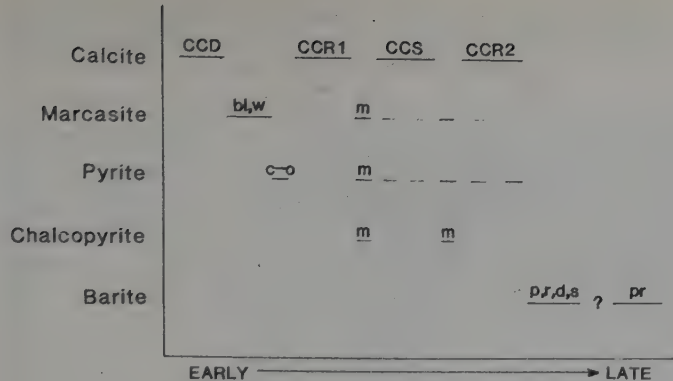 Calcite CCD CCR1 CCS CCR2
Marcasite bl,w m
Pyrite c-o m
Chalcopyrite m m
Barite p,r,d,s ? pr
EARLY LATE